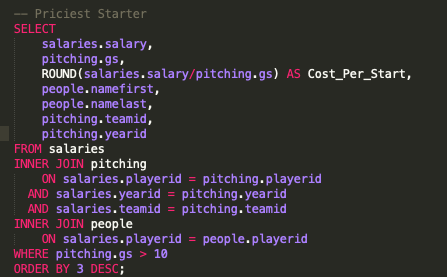 -- Priciest Starter
SELECT
    salaries.salary,
    pitching.gs,
    ROUND(salaries.salary/pitching.gs) AS Cost_Per_Start,
    people.namefirst,
    people.namelast,
    pitching.teamid,
    pitching.yearid
FROM salaries
INNER JOIN pitching
    ON salaries.playerid = pitching.playerid
  AND salaries.yearid = pitching.yearid
  AND salaries.teamid = pitching.teamid
INNER JOIN people
    ON salaries.playerid = people.playerid
WHERE pitching.gs > 10
ORDER BY 3 DESC;